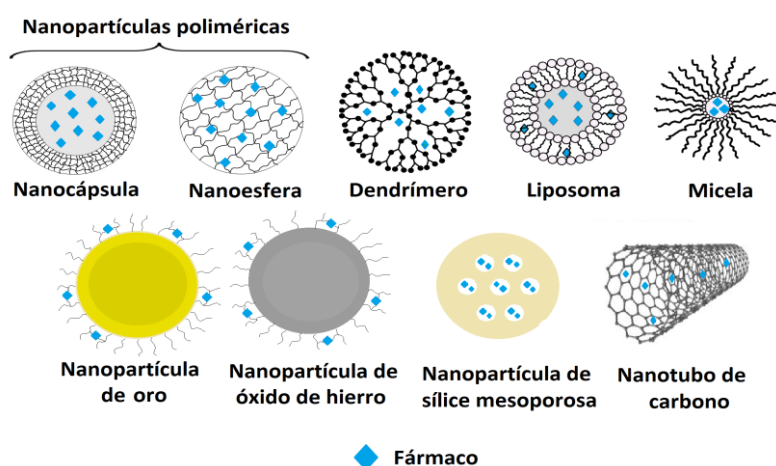 Nanopartículas poliméricas
Nanocápsula
Nanoesfera
Dendrímero
Liposoma
Micela
Nanopartícula
de oro
Nanopartícula de
óxido de hierro
Nanopartícula de
sílice mesoporosa
Nanotubo de
carbono
Fármaco